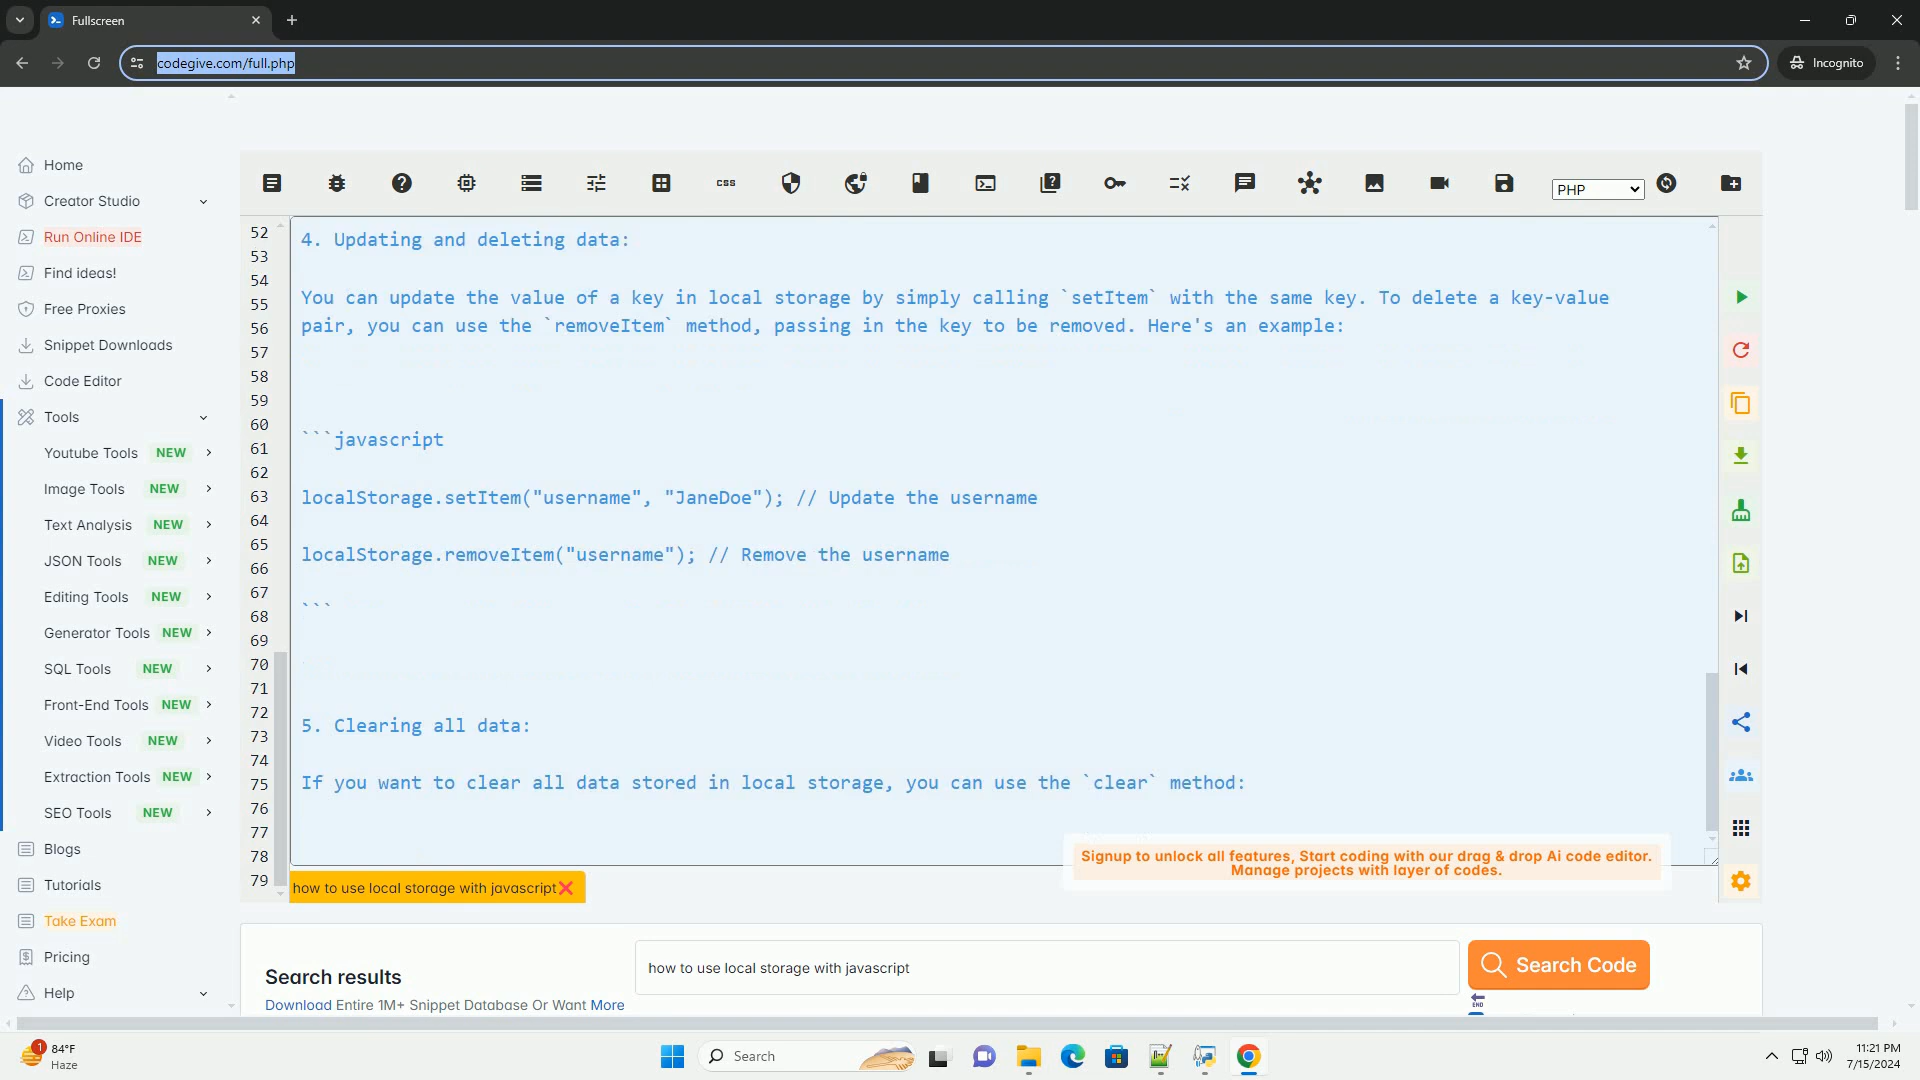 Fullscreen
codegive.com/full.php
Incognito
Home
Creator Studio
Run Online IDE
Find ideas!
Free Proxies
Snippet Downloads
Code Editor
Tools
Youtube Tools NEW
Image Tools NEW
Text Analysis NEW
JSON Tools NEW
Editing Tools NEW
Generator Tools NEW
SQL Tools NEW
Front-End Tools NEW
Video Tools NEW
Extraction Tools NEW
SEO Tools NEW
Blogs
Tutorials
Take Exam
Pricing
Help
css
PHP
52
53
54
55
56
57
58
59
60
61
62
63
64
65
66
67
68
69
70
71
72
73
74
75
76
77
78
79
4. Updating and deleting data:
You can update the value of a key in local storage by simply calling `setItem` with the same key. To delete a key-value
pair, you can use the `removeItem` method, passing in the key to be removed. Here's an example:
```javascript
localStorage.setItem("username", "JaneDoe"); // Update the username
localStorage.removeItem("username"); // Remove the username
```
5. Clearing all data:
If you want to clear all data stored in local storage, you can use the `clear` method:
Signup to unlock all features, Start coding with our drag & drop Ai code editor.
Manage projects with layer of codes.
how to use local storage with javascript
Search results
Download Entire 1M+ Snippet Database Or Want More
how to use local storage with javascript
Search Code
END
1
84°F
Haze
Search
11:21 PM
7/15/2024